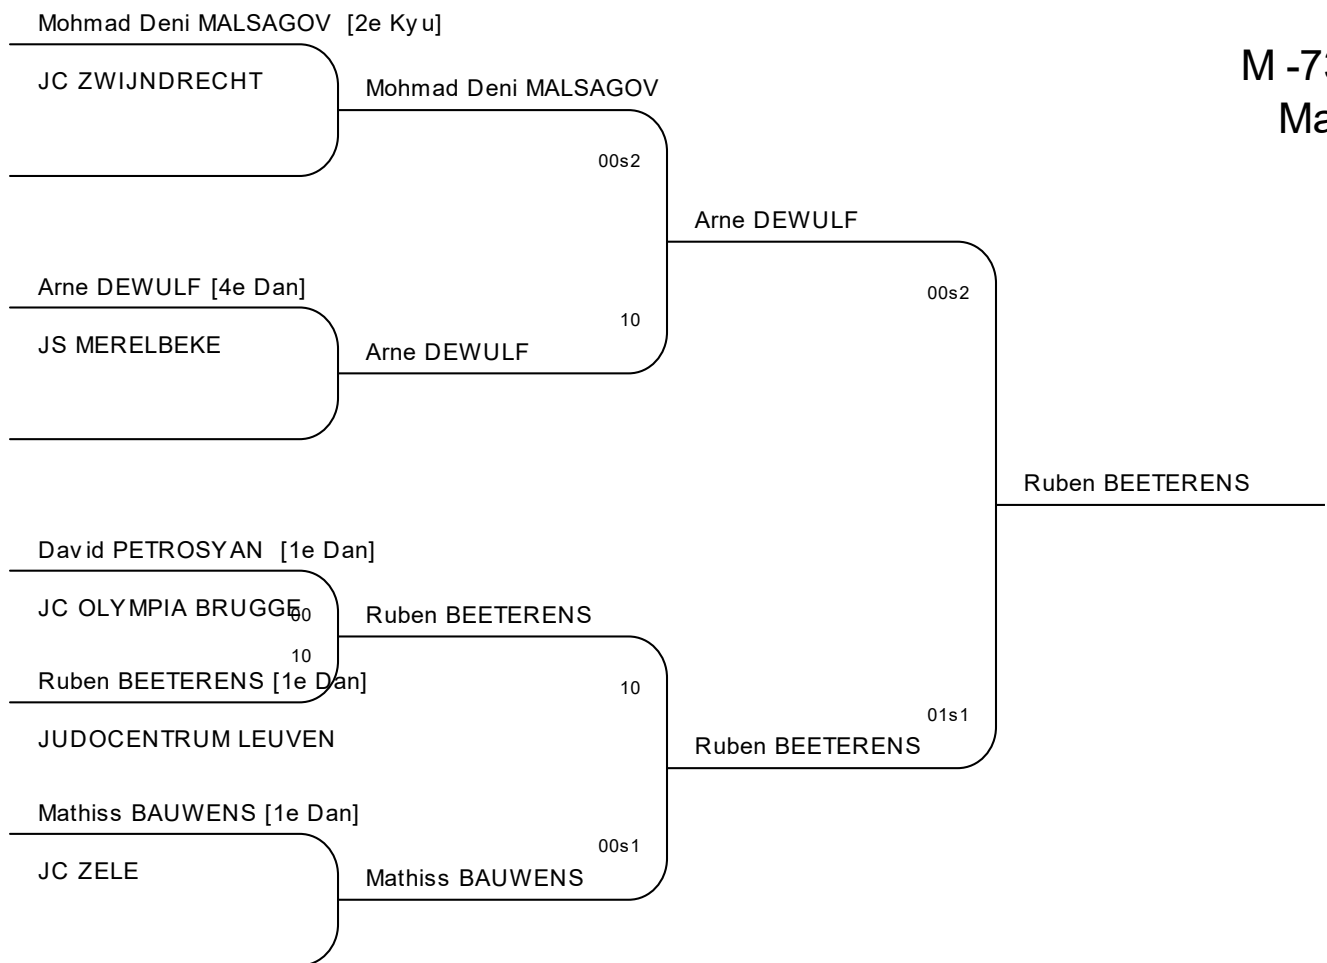 Mohmad Deni MALSAGOV [2e Kyu]
JC ZWIJNDRECHT
Mohmad Deni MALSAGOV
M -73
Ma
00s2
Arne DEWULF
Arne DEWULF [4e Dan]
00s2
10
JS MERELBEKE
Arne DEWULF
Ruben BEETERENS
David PETROSYAN [1e Dan]
JC OLYMPIA BRUGGE
00
Ruben BEETERENS
10
Ruben BEETERENS [1e Dan]
10
01s1
JUDOCENTRUM LEUVEN
Ruben BEETERENS
Mathiss BAUWENS [1e Dan]
00s1
JC ZELE
Mathiss BAUWENS